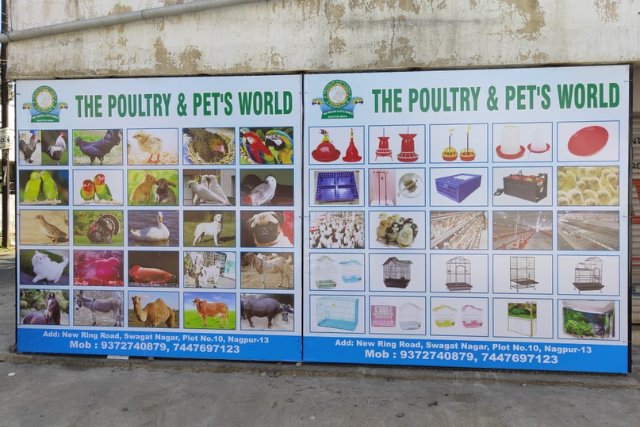 THE POULTRY & PET'S WORLD
Add: New Ring Road, Swagat Nagar, Plot No.10, Nagpur-13
Mob : 9372740879, 7447697123
THE POULTRY & PET'S WORLD
Add: New Ring Road, Swagat Nagar, Plot No.10, Nagpur-13
Mob : 9372740879, 7447697123